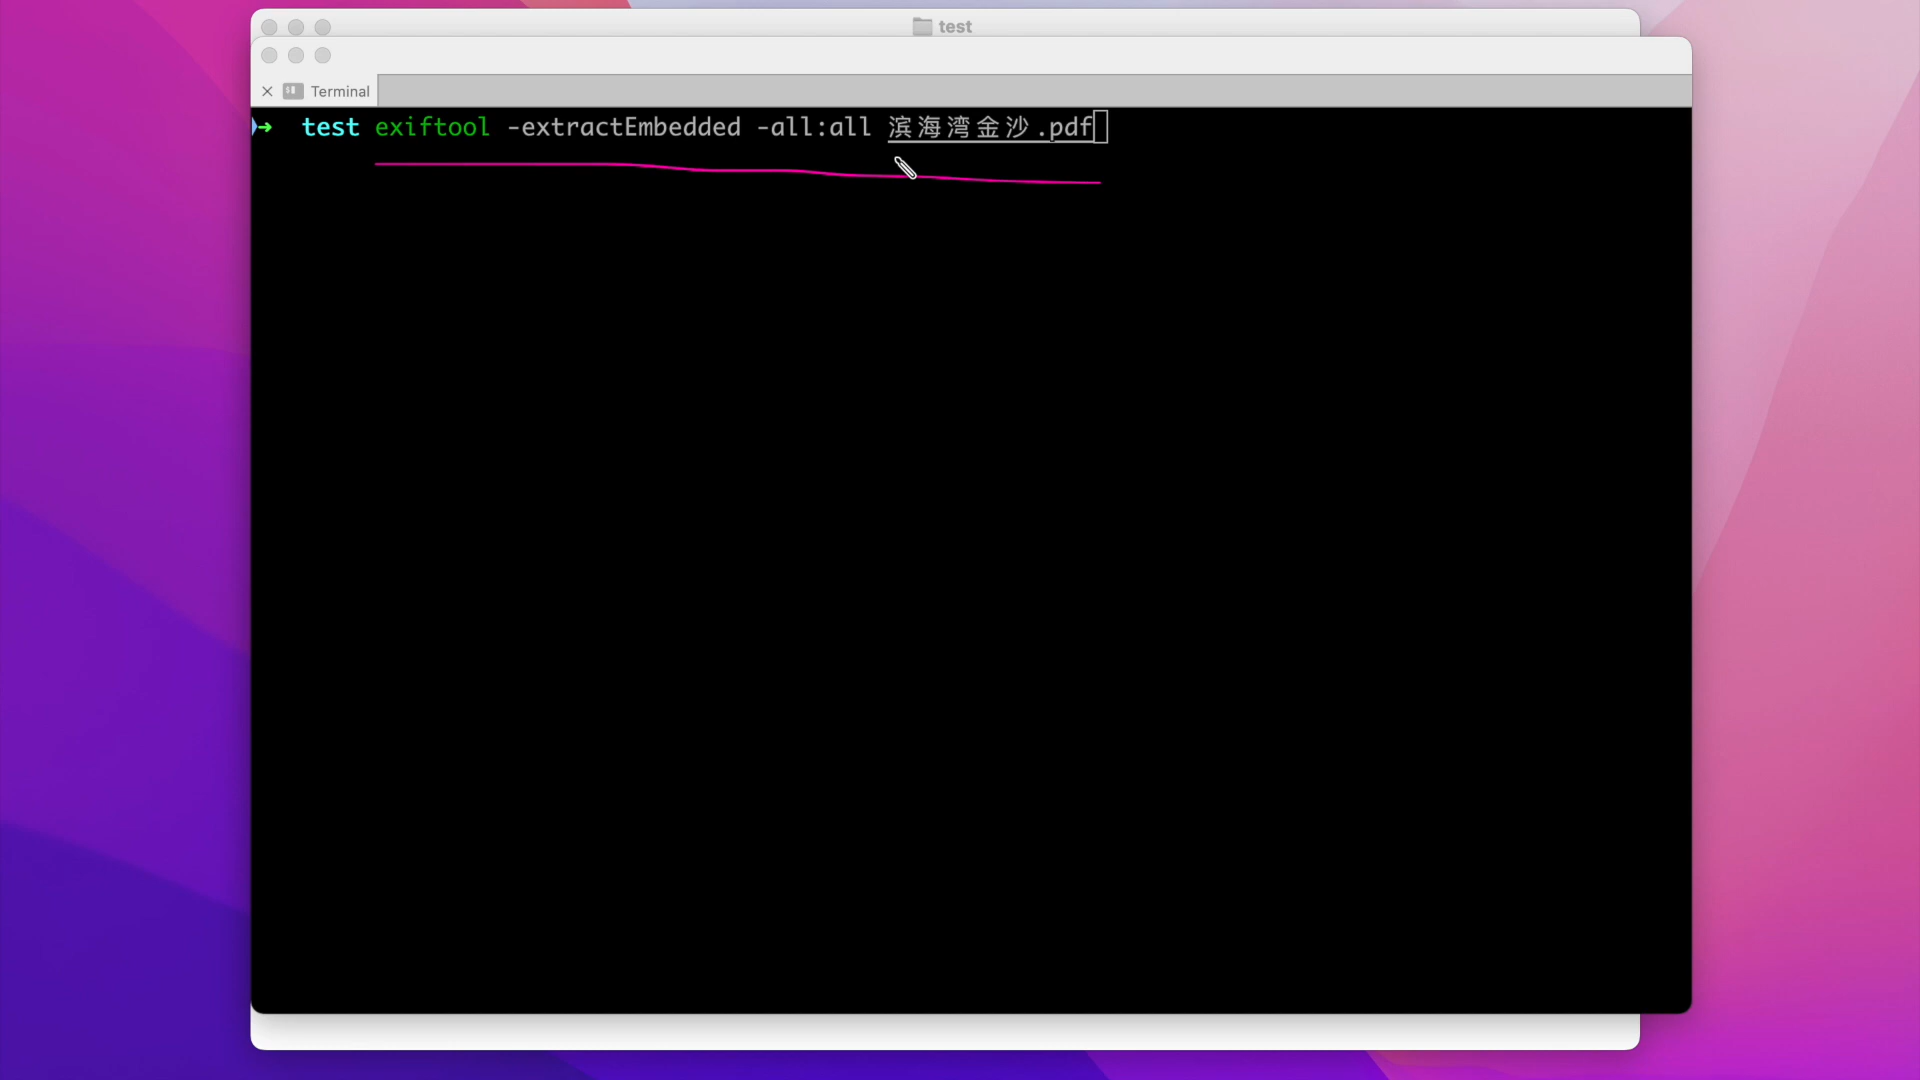 test
Terminal
➜ test exiftool -extractEmbedded -all:all 滨海湾金沙.pdf